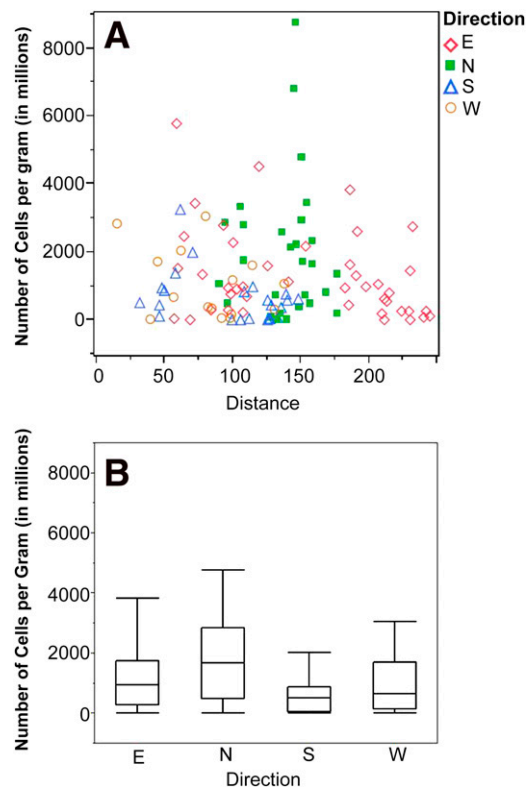 A
Direction
E
N
S
W
Number of Cells per gram (in millions)
8000
6000
4000
2000
0
0 50 100 150 200
Distance
B
Number of Cells per Gram (in millions)
8000
6000
4000
2000
0
E N S W
Direction